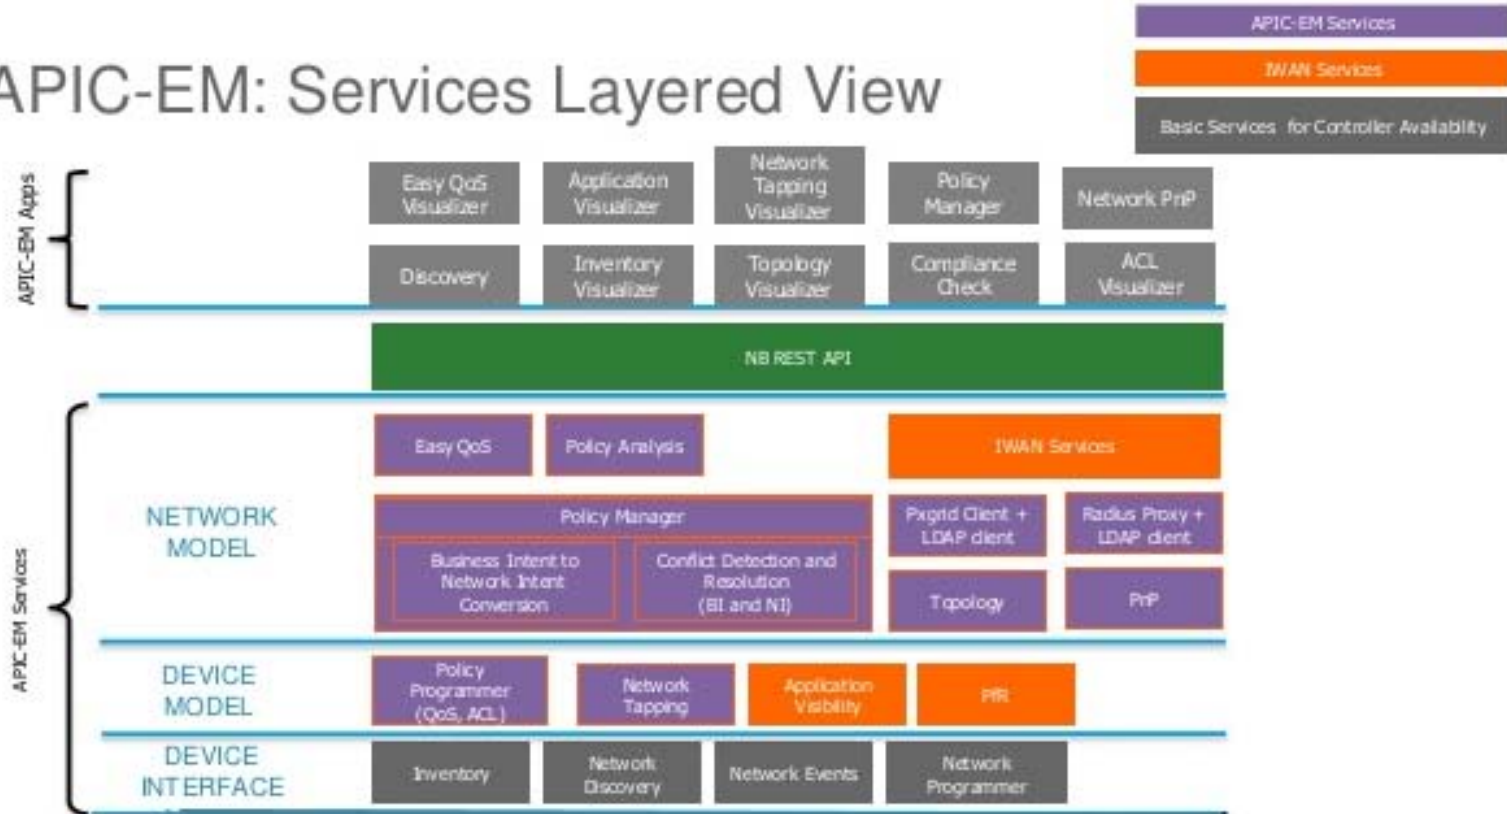 APIC-EM Services
IWAN Services
Basic Services for Controller Availability
APIC-EM: Services Layered View
APIC-EM Apps
Easy QoS
Visualizer
Application
Visualizer
Network
Tapping
Visualizer
Policy
Manager
Network PnP
Discovery
Inventory
Visualizer
Topology
Visualizer
Compliance
Check
ACL
Visualizer
NB REST API
APIC-EM Services
NETWORK
MODEL
Easy QoS
Policy Analysis
IWAN Services
Policy Manager
Business Intent to
Network Intent
Conversion
Conflict Detection and
Resolution
(BI and NI)
Pxgrid Client +
LDAP client
Radius Proxy +
LDAP client
Topology
PnP
DEVICE
MODEL
Policy
Programmer
(QoS, ACL)
Network
Tapping
Application
Visibility
PfR
DEVICE
INTERFACE
Inventory
Network
Discovery
Network Events
Network
Programmer